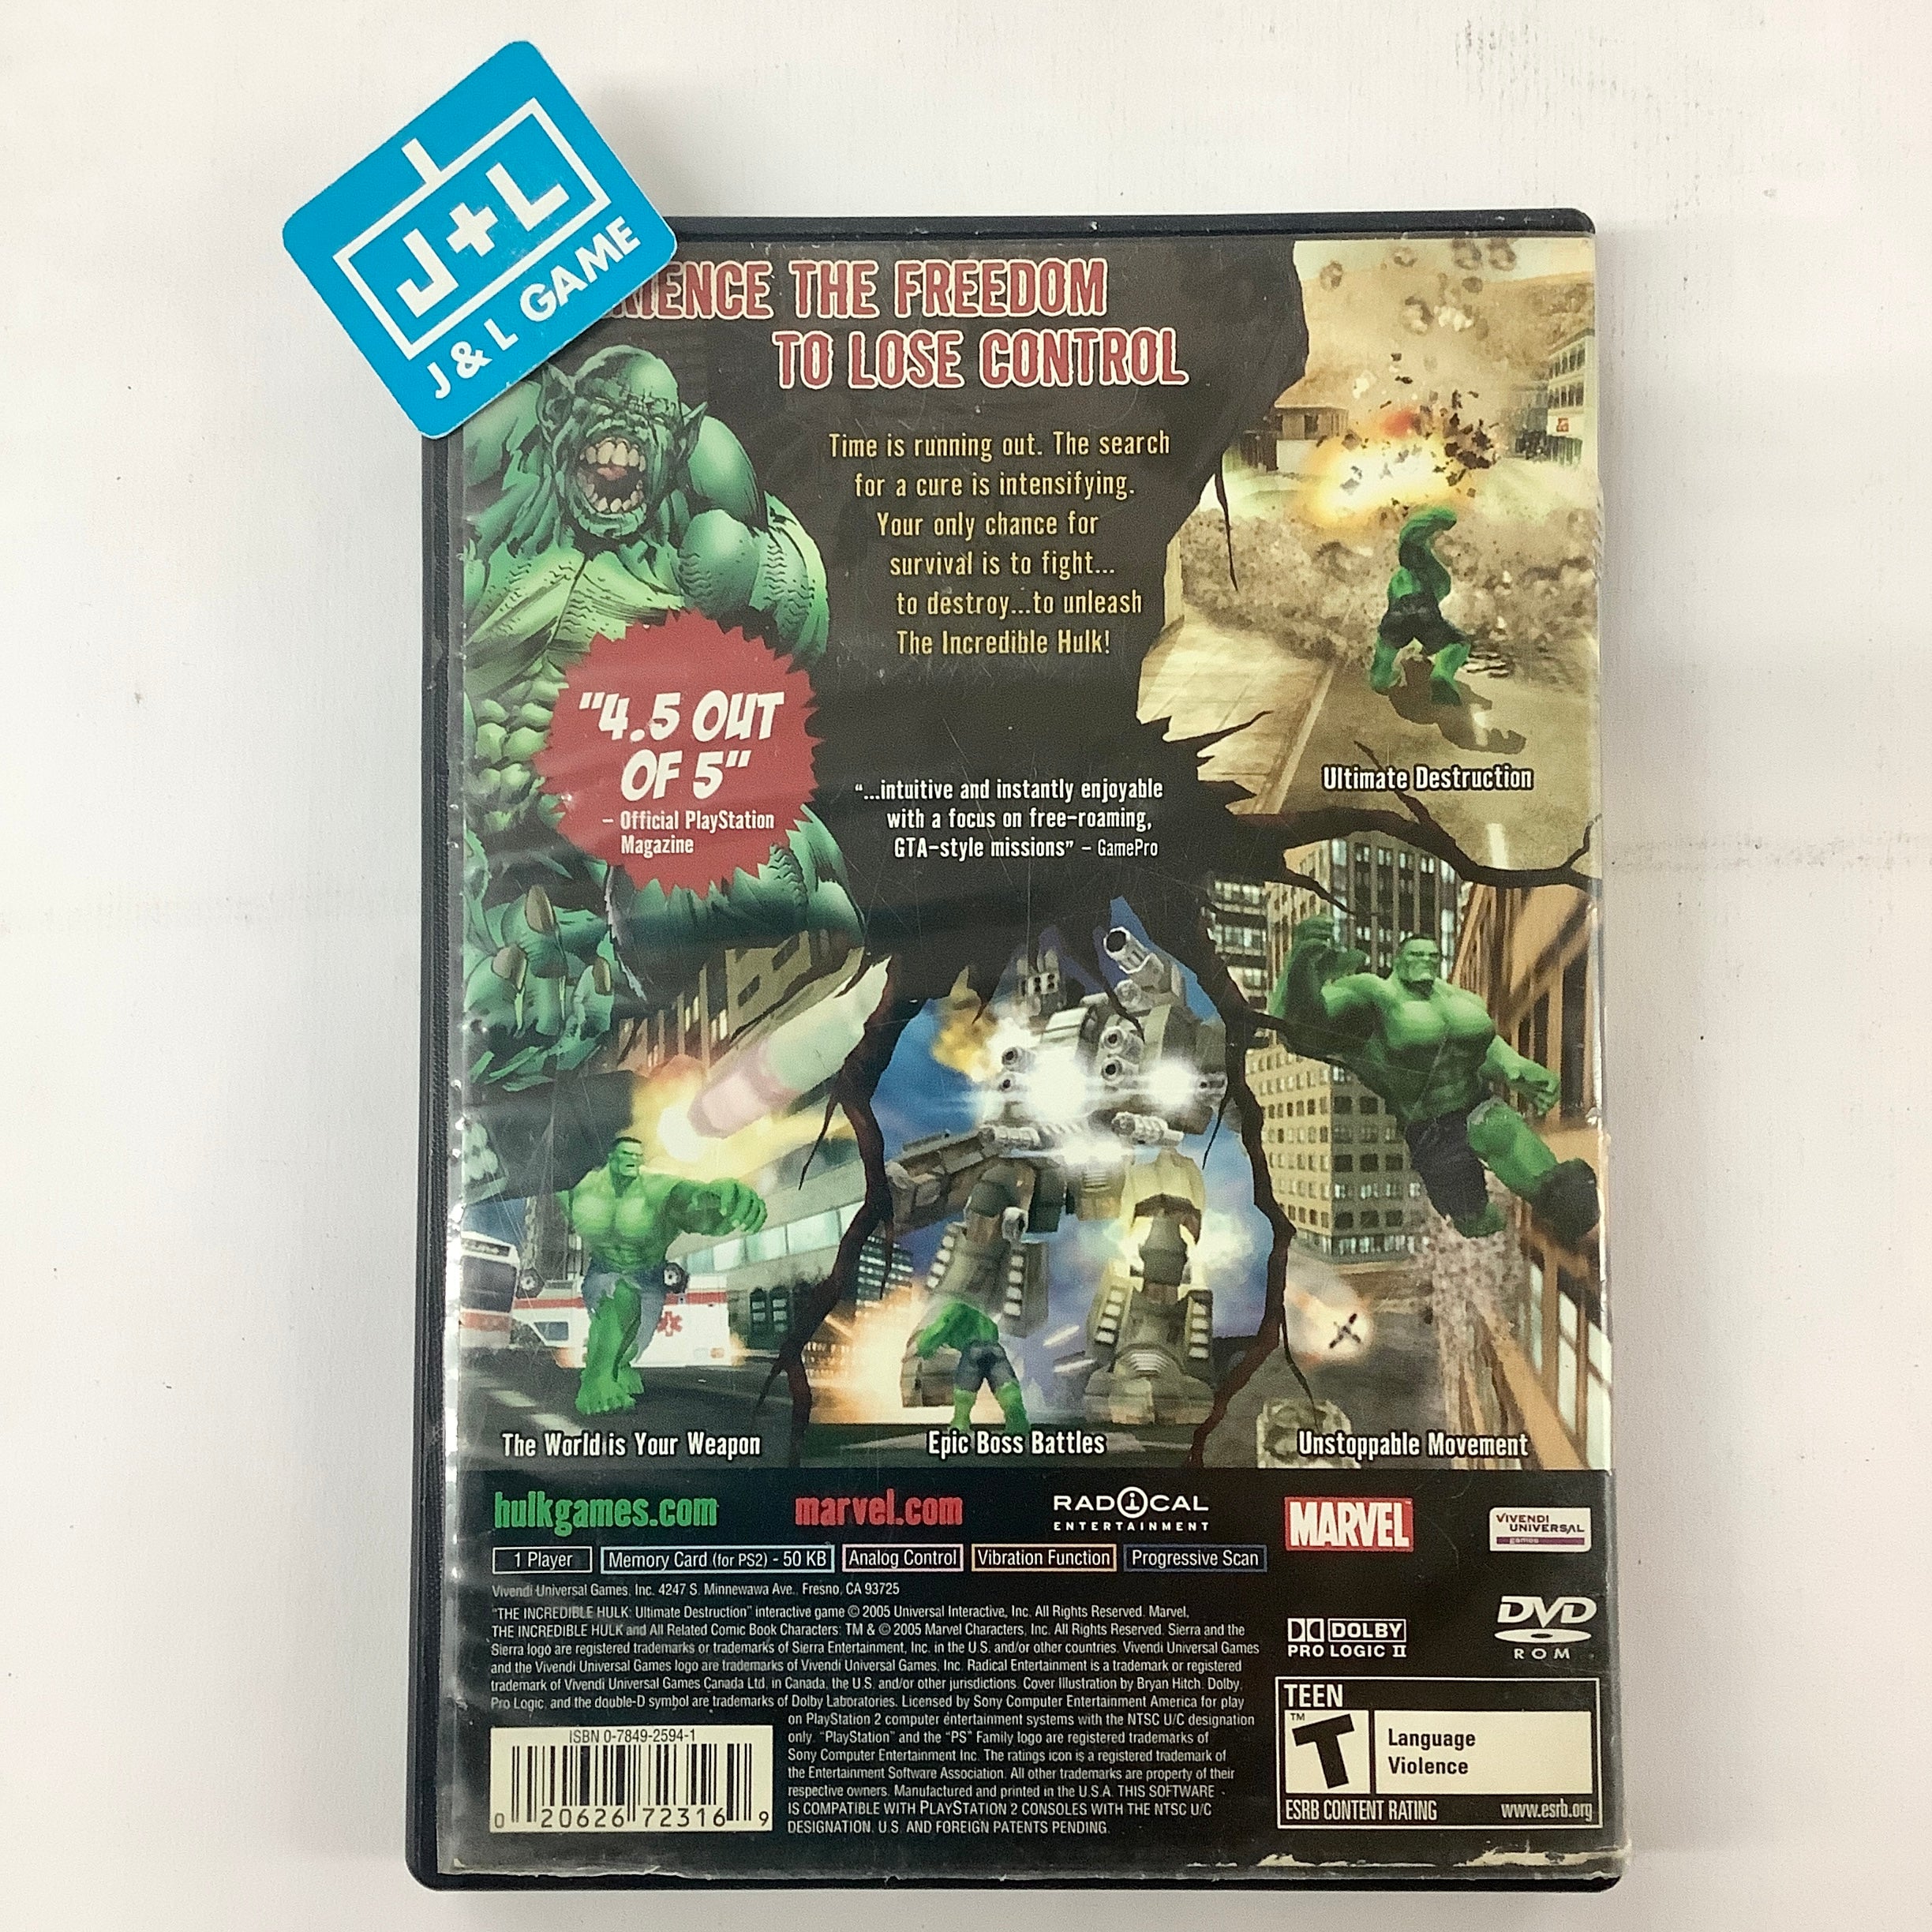 J+L
J & L GAME
RIENCE THE FREEDOM
TO LOSE CONTROL
Time is running out. The search
for a cure is intensifying.
Your only chance for
survival is to fight...
to destroy...to unleash
The Incredible Hulk!
"4.5 OUT
OF 5"
– Official PlayStation
Magazine
"...intuitive and instantly enjoyable
with a focus on free-roaming,
GTA-style missions" – GamePro
Ultimate Destruction
The World is Your Weapon
Epic Boss Battles
Unstoppable Movement
hulkgames.com
marvel.com
RADICAL
ENTERTAINMENT
MARVEL
VIVENDI
UNIVERSAL
games
1 Player
Memory Card (for PS2) - 50 KB
Analog Control
Vibration Function
Progressive Scan
Vivendi Universal Games, Inc. 4247 S. Minnewawa Ave., Fresno, CA 93725
"THE INCREDIBLE HULK: Ultimate Destruction" interactive game © 2005 Universal Interactive, Inc. All Rights Reserved. Marvel,
THE INCREDIBLE HULK and All Related Comic Book Characters: TM & © 2005 Marvel Characters, Inc. All Rights Reserved. Sierra and the
Sierra logo are registered trademarks or trademarks of Sierra Entertainment, Inc. in the U.S. and/or other countries. Vivendi Universal Games
and the Vivendi Universal Games logo are trademarks of Vivendi Universal Games, Inc. Radical Entertainment is a trademark or registered
trademark of Vivendi Universal Games Canada Ltd. in Canada, the U.S. and/or other jurisdictions. Cover Illustration by Bryan Hitch. Dolby,
Pro Logic, and the double-D symbol are trademarks of Dolby Laboratories. Licensed by Sony Computer Entertainment America for play
on PlayStation 2 computer entertainment systems with the NTSC U/C designation
only. "PlayStation" and the "PS" Family logo are registered trademarks of
Sony Computer Entertainment Inc. The ratings icon is a registered trademark of
the Entertainment Software Association. All other trademarks are property of their
respective owners. Manufactured and printed in the U.S.A. THIS SOFTWARE
IS COMPATIBLE WITH PLAYSTATION 2 CONSOLES WITH THE NTSC U/C
DESIGNATION. U.S. AND FOREIGN PATENTS PENDING.
ISBN 0-7849-2594-1
0 20626 72316 9
DOLBY
PRO LOGIC II
DVD
ROM
TEEN
T
TM
Language
Violence
ESRB CONTENT RATING
www.esrb.org